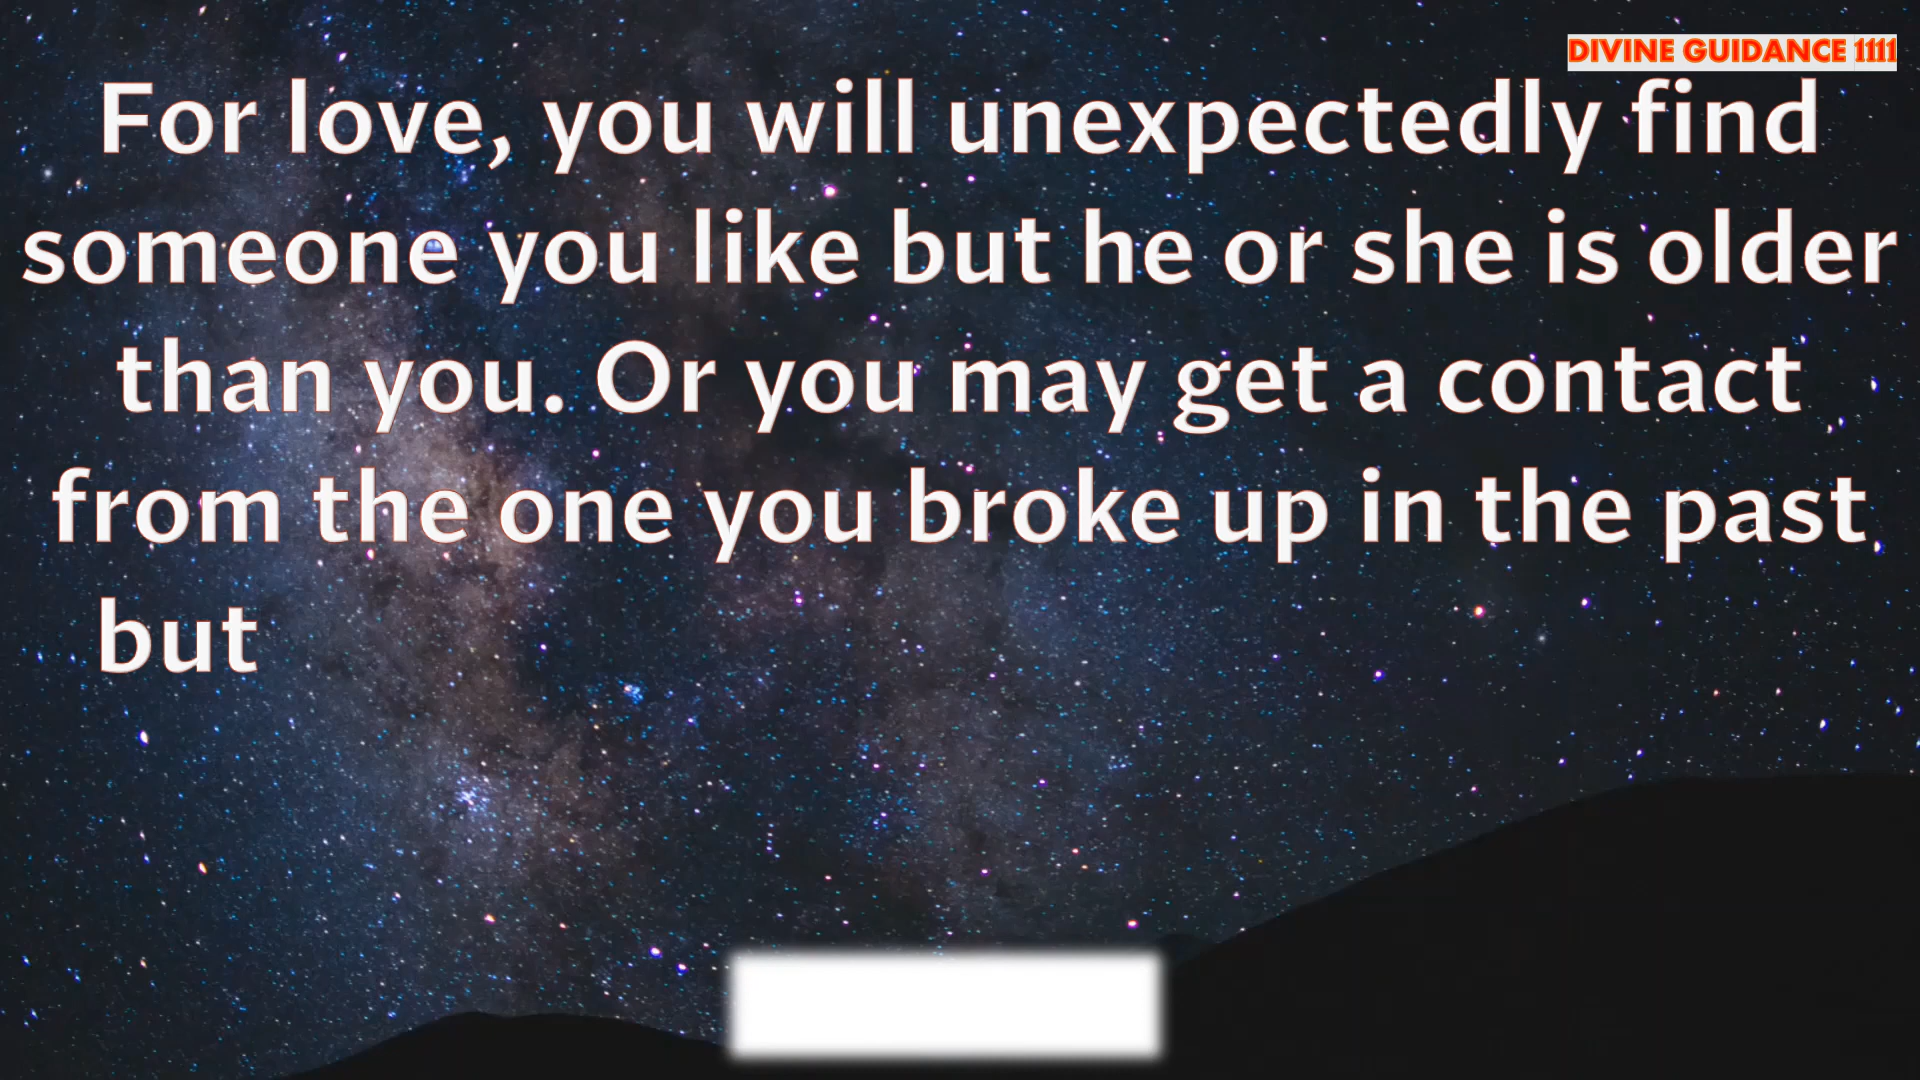 DIVINE GUIDANCE 1111
For love, you will unexpectedly find
someone you like but he or she is older
than you. Or you may get a contact
from the one you broke up in the past
but